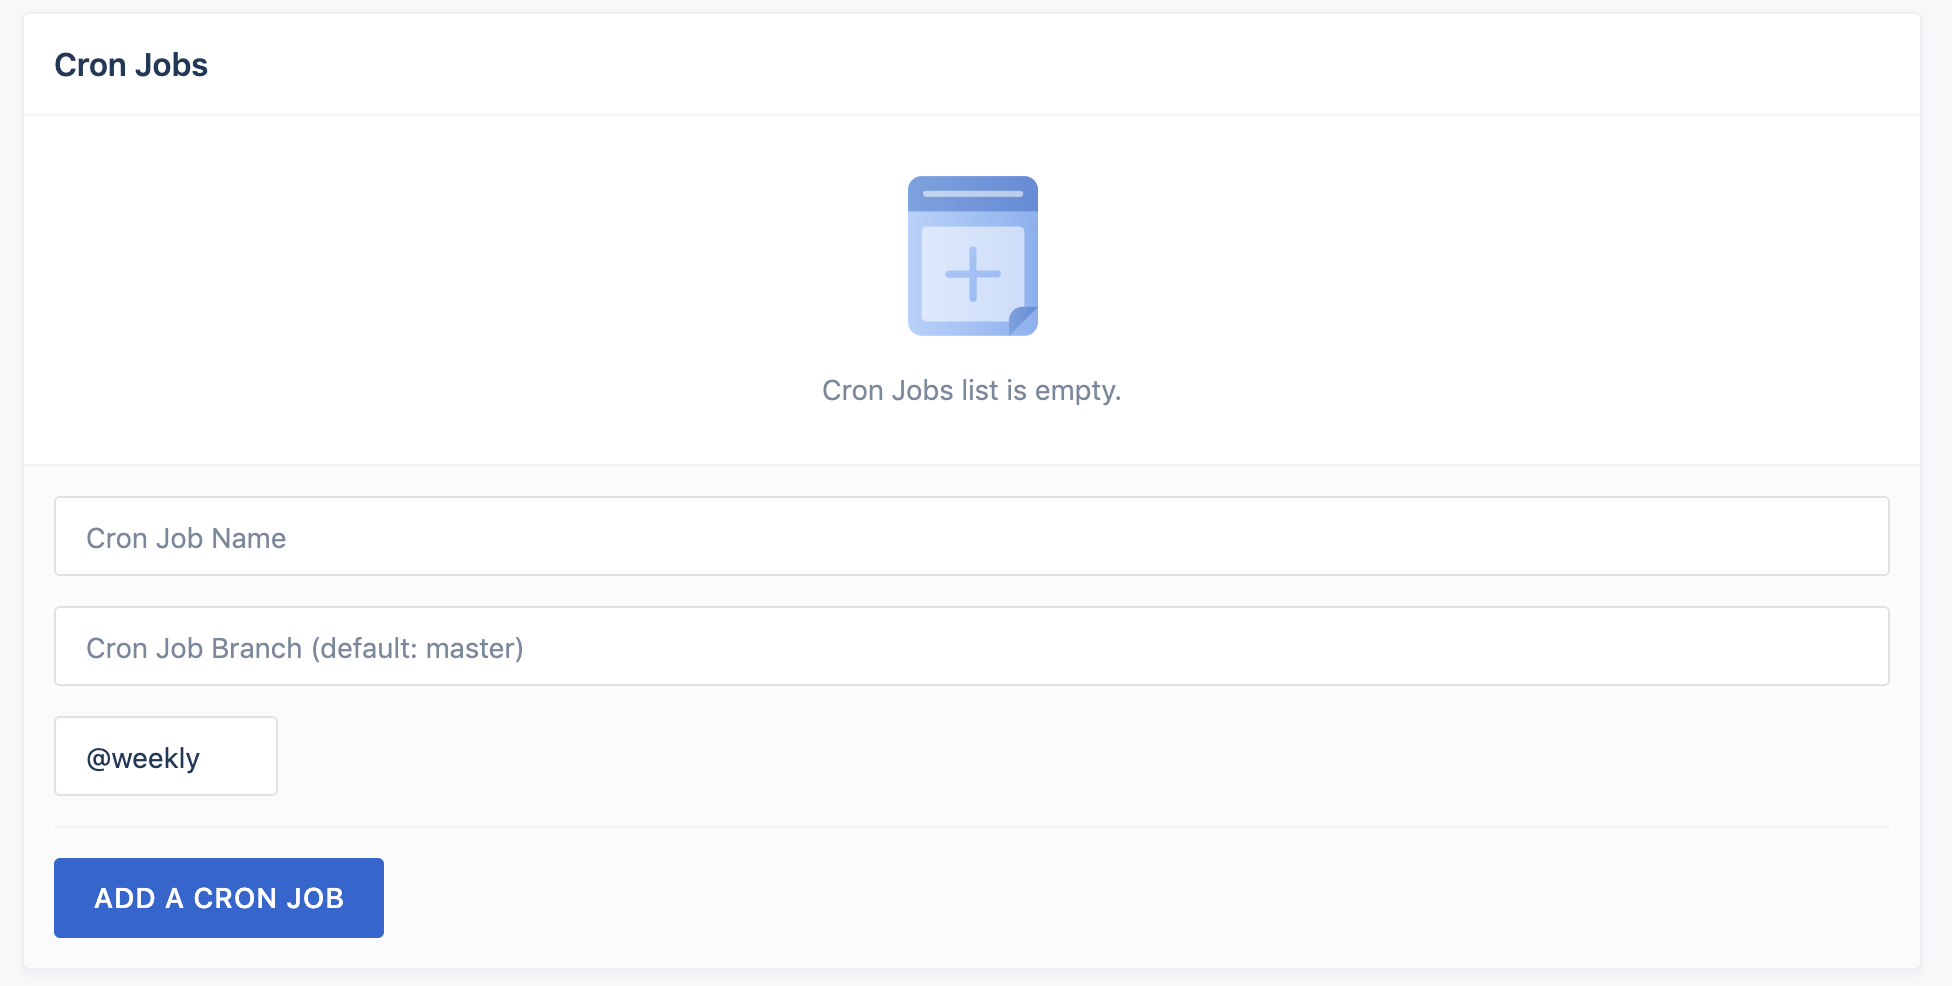 Cron Jobs
Cron Jobs list is empty.
Cron Job Name
Cron Job Branch (default: master)
@weekly
ADD A CRON JOB